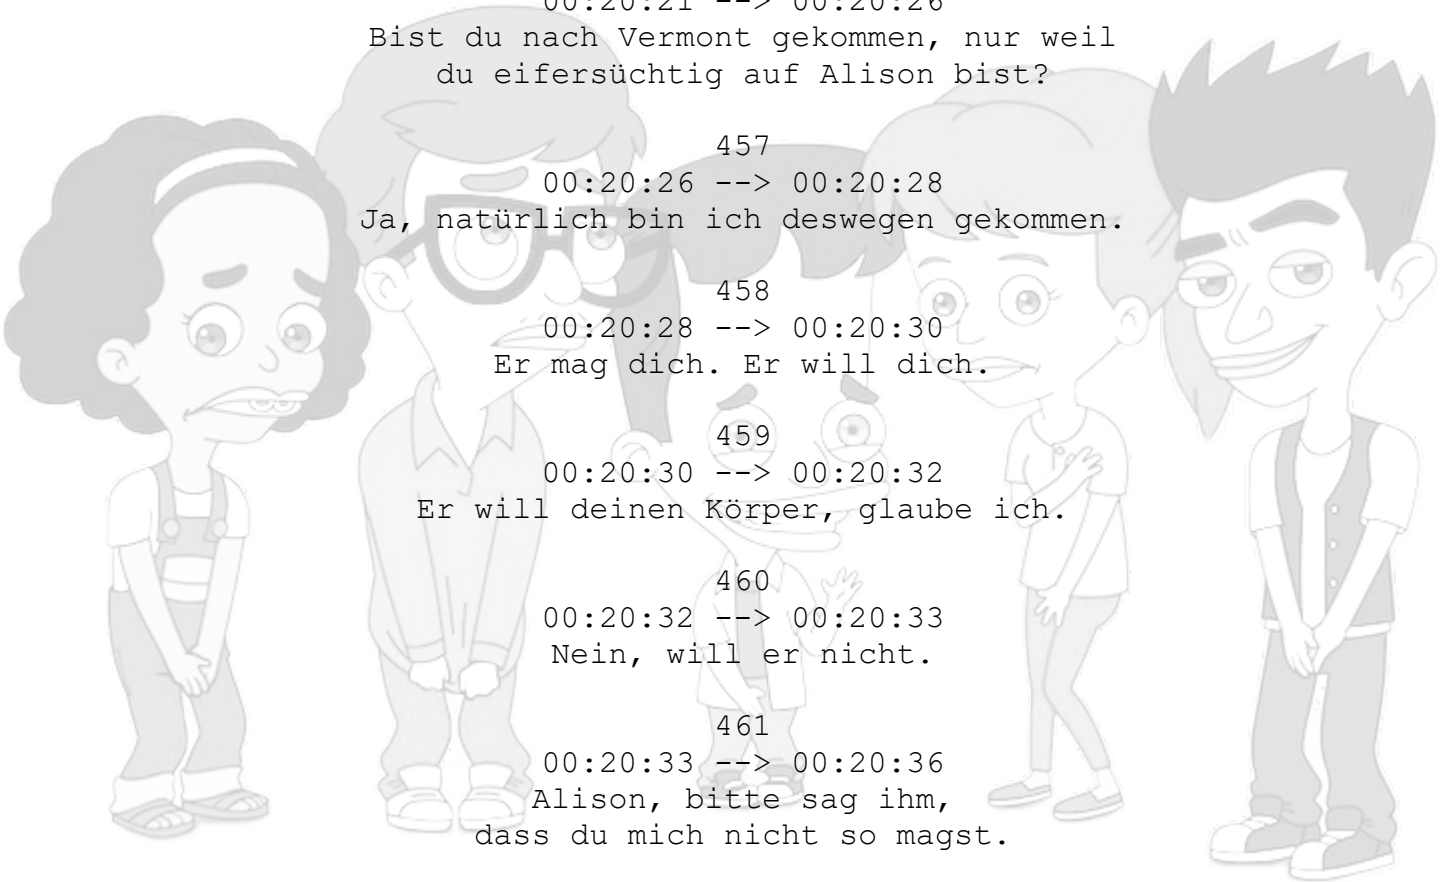 00:20:21 --> 00:20:26
Bist du nach Vermont gekommen, nur weil
du eifersüchtig auf Alison bist?
457
00:20:26 --> 00:20:28
Ja, natürlich bin ich deswegen gekommen.
458
00:20:28 --> 00:20:30
Er mag dich. Er will dich.
459
00:20:30 --> 00:20:32
Er will deinen Körper, glaube ich.
460
00:20:32 --> 00:20:33
Nein, will er nicht.
461
00:20:33 --> 00:20:36
Alison, bitte sag ihm,
dass du mich nicht so magst.